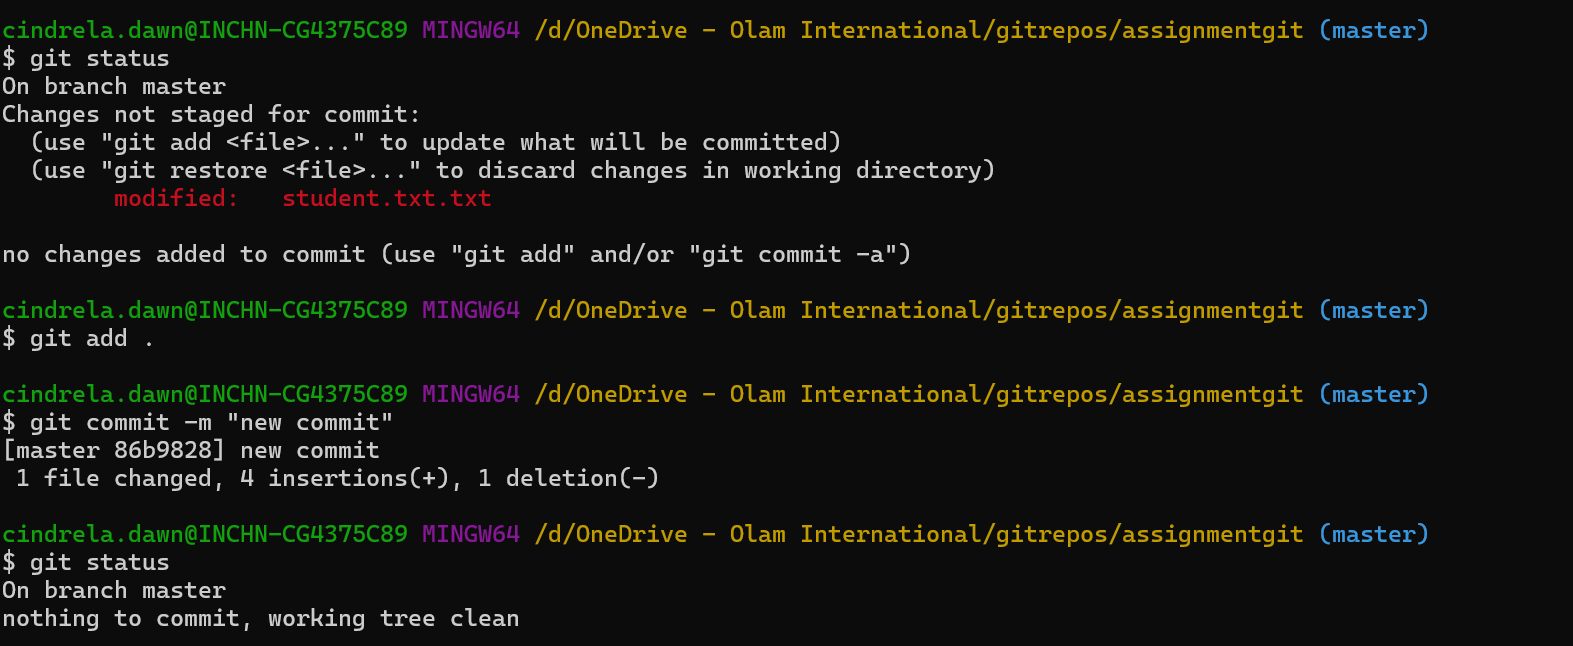 cindrela.dawn@INCHN-CG4375C89 MINGW64 /d/OneDrive - Olam International/gitrepos/assignmentgit (master)
$ git status
On branch master
Changes not staged for commit:
  (use "git add <file>..." to update what will be committed)
  (use "git restore <file>..." to discard changes in working directory)
        modified:   student.txt.txt

no changes added to commit (use "git add" and/or "git commit -a")

cindrela.dawn@INCHN-CG4375C89 MINGW64 /d/OneDrive - Olam International/gitrepos/assignmentgit (master)
$ git add .

cindrela.dawn@INCHN-CG4375C89 MINGW64 /d/OneDrive - Olam International/gitrepos/assignmentgit (master)
$ git commit -m "new commit"
[master 86b9828] new commit
 1 file changed, 4 insertions(+), 1 deletion(-)

cindrela.dawn@INCHN-CG4375C89 MINGW64 /d/OneDrive - Olam International/gitrepos/assignmentgit (master)
$ git status
On branch master
nothing to commit, working tree clean